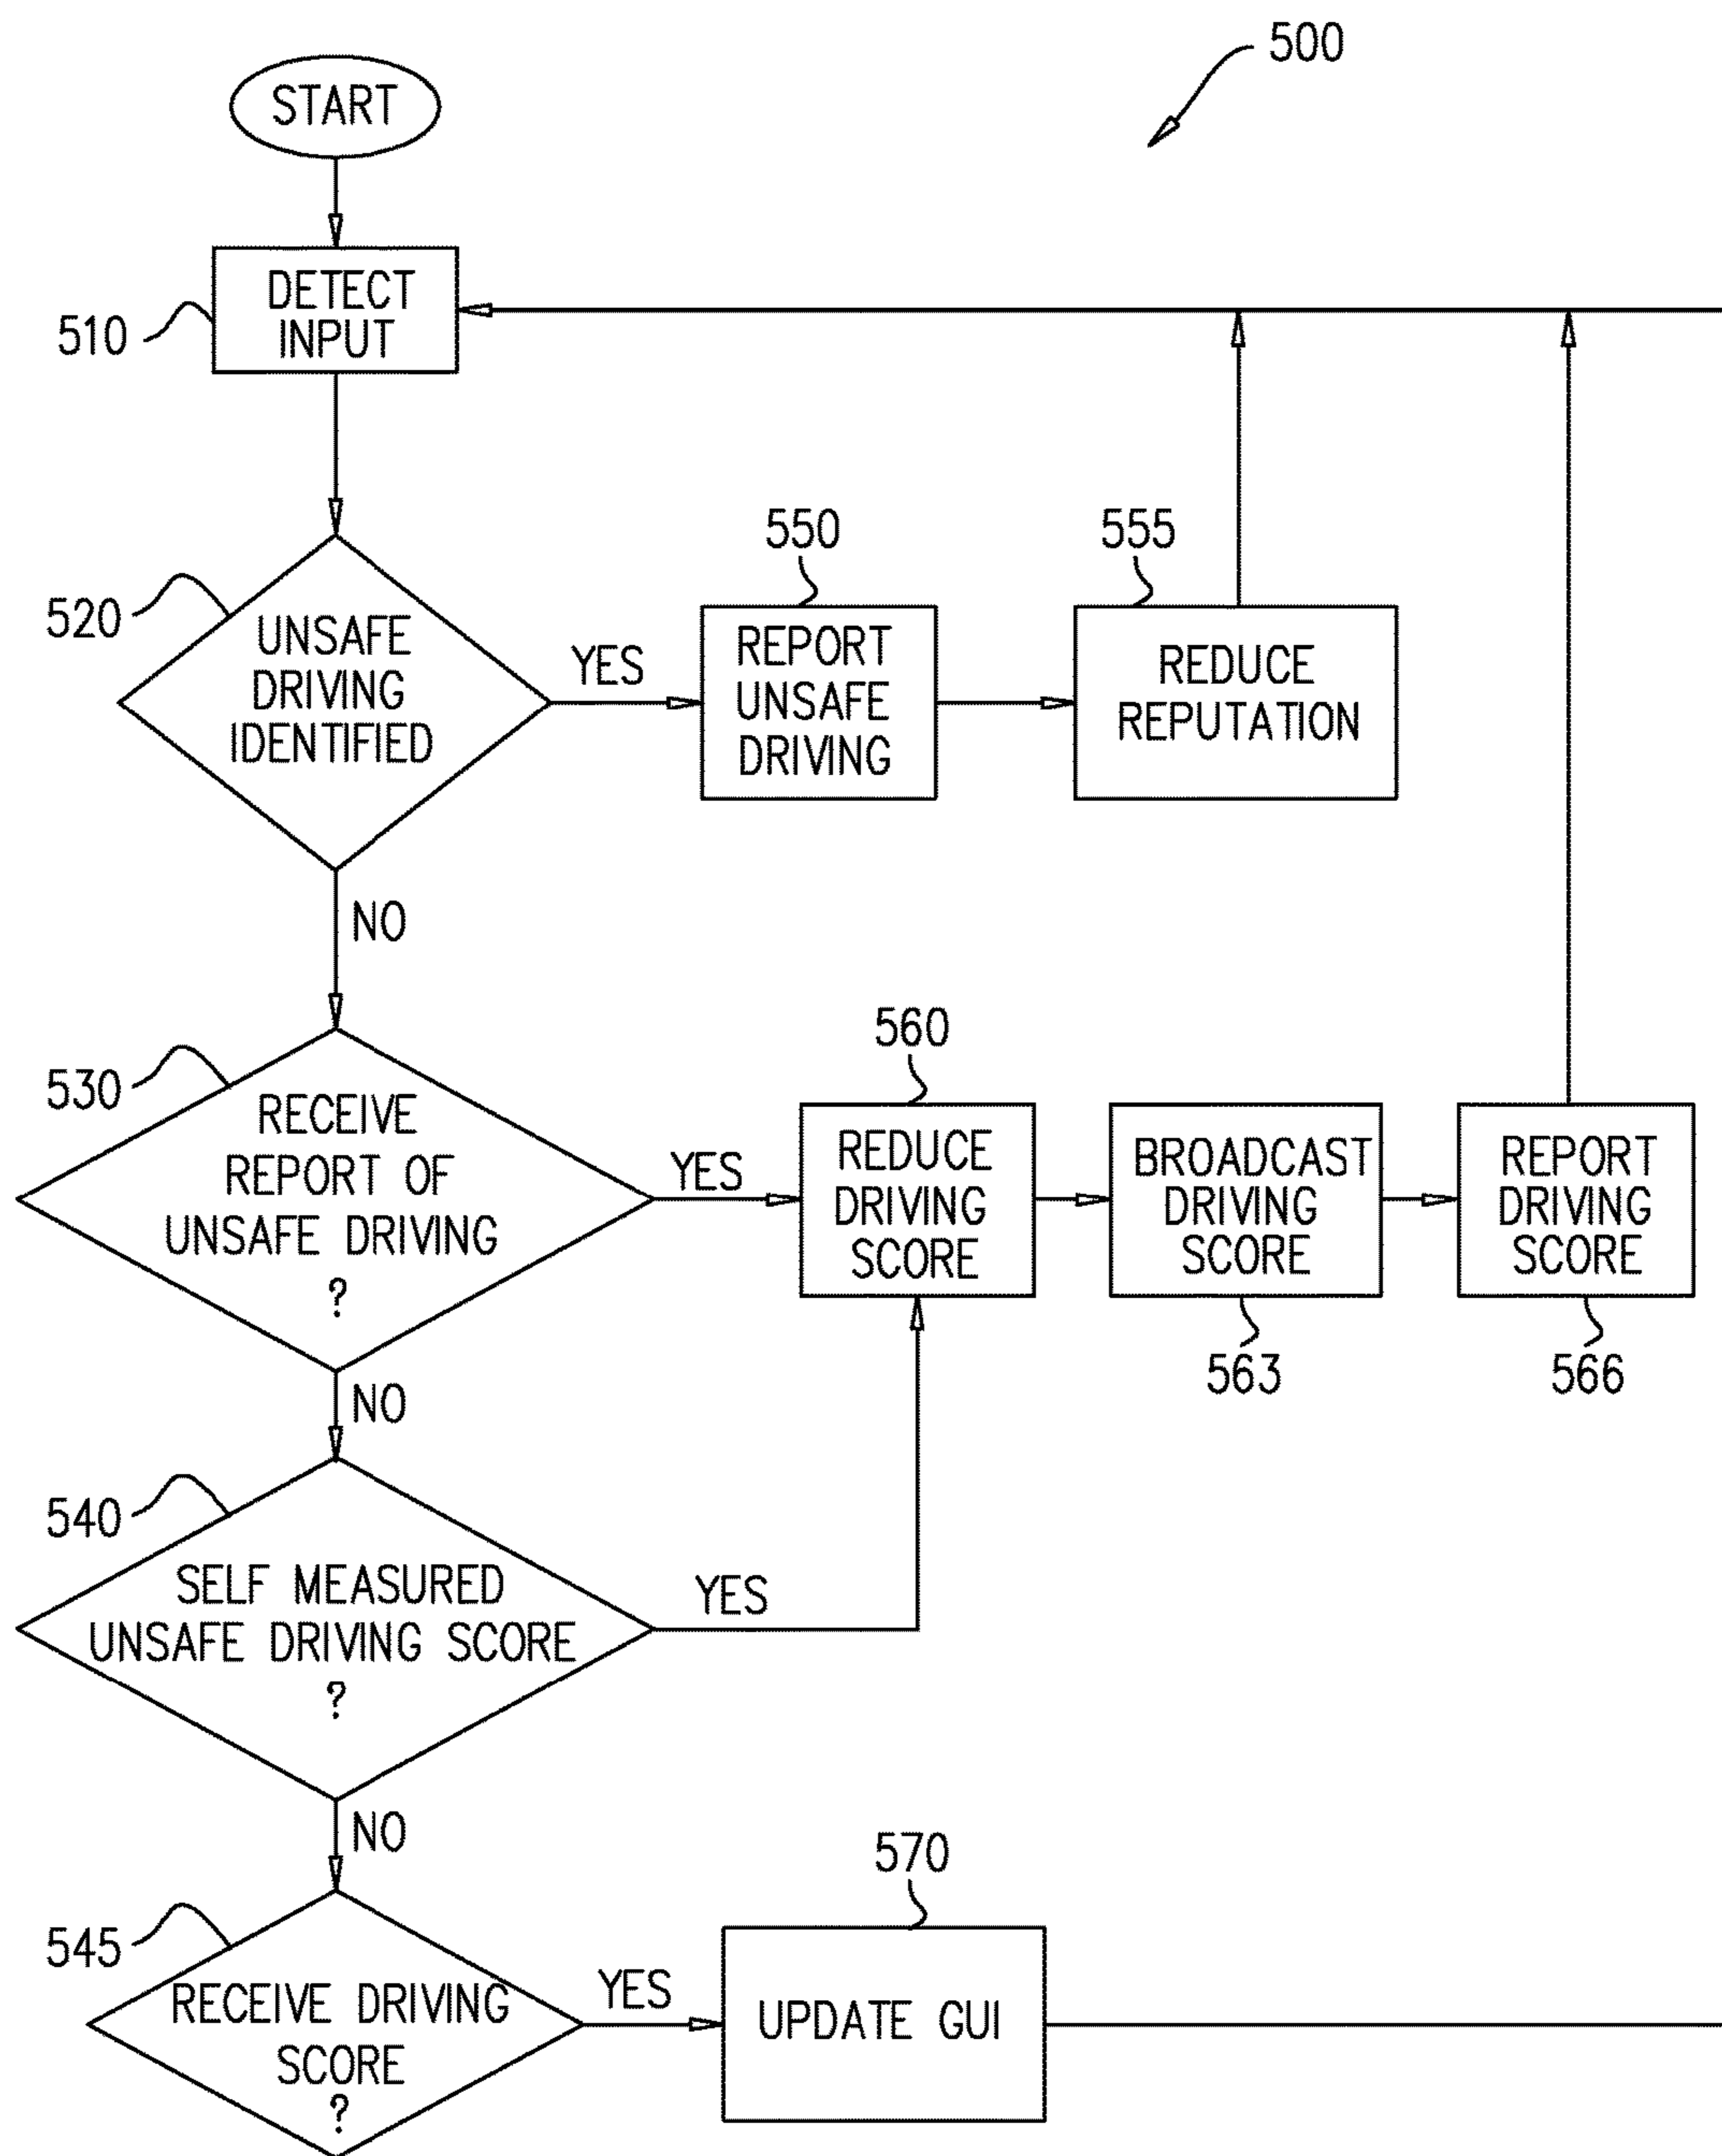 500
START
510
DETECT
INPUT
520
UNSAFE
DRIVING
IDENTIFIED
YES
550
REPORT
UNSAFE
DRIVING
555
REDUCE
REPUTATION
NO
530
RECEIVE
REPORT OF
UNSAFE DRIVING
?
YES
560
REDUCE
DRIVING
SCORE
BROADCAST
DRIVING
SCORE
563
REPORT
DRIVING
SCORE
566
NO
540
SELF MEASURED
UNSAFE DRIVING SCORE
?
YES
NO
545
RECEIVE DRIVING
SCORE
?
YES
570
UPDATE GUI